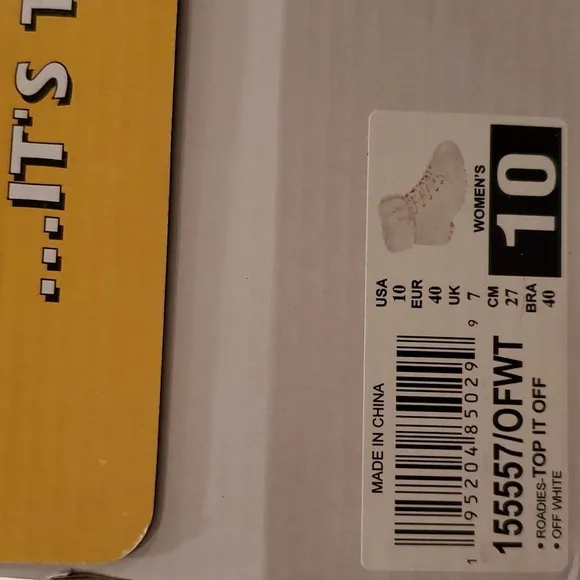 ...IT'S
WOMEN'S
10
USA EUR UK CM BRA
10 40 7 27 40
MADE IN CHINA
1 95204 85029 9
155557/OFWT
• ROADIES-TOP IT OFF
• OFF WHITE